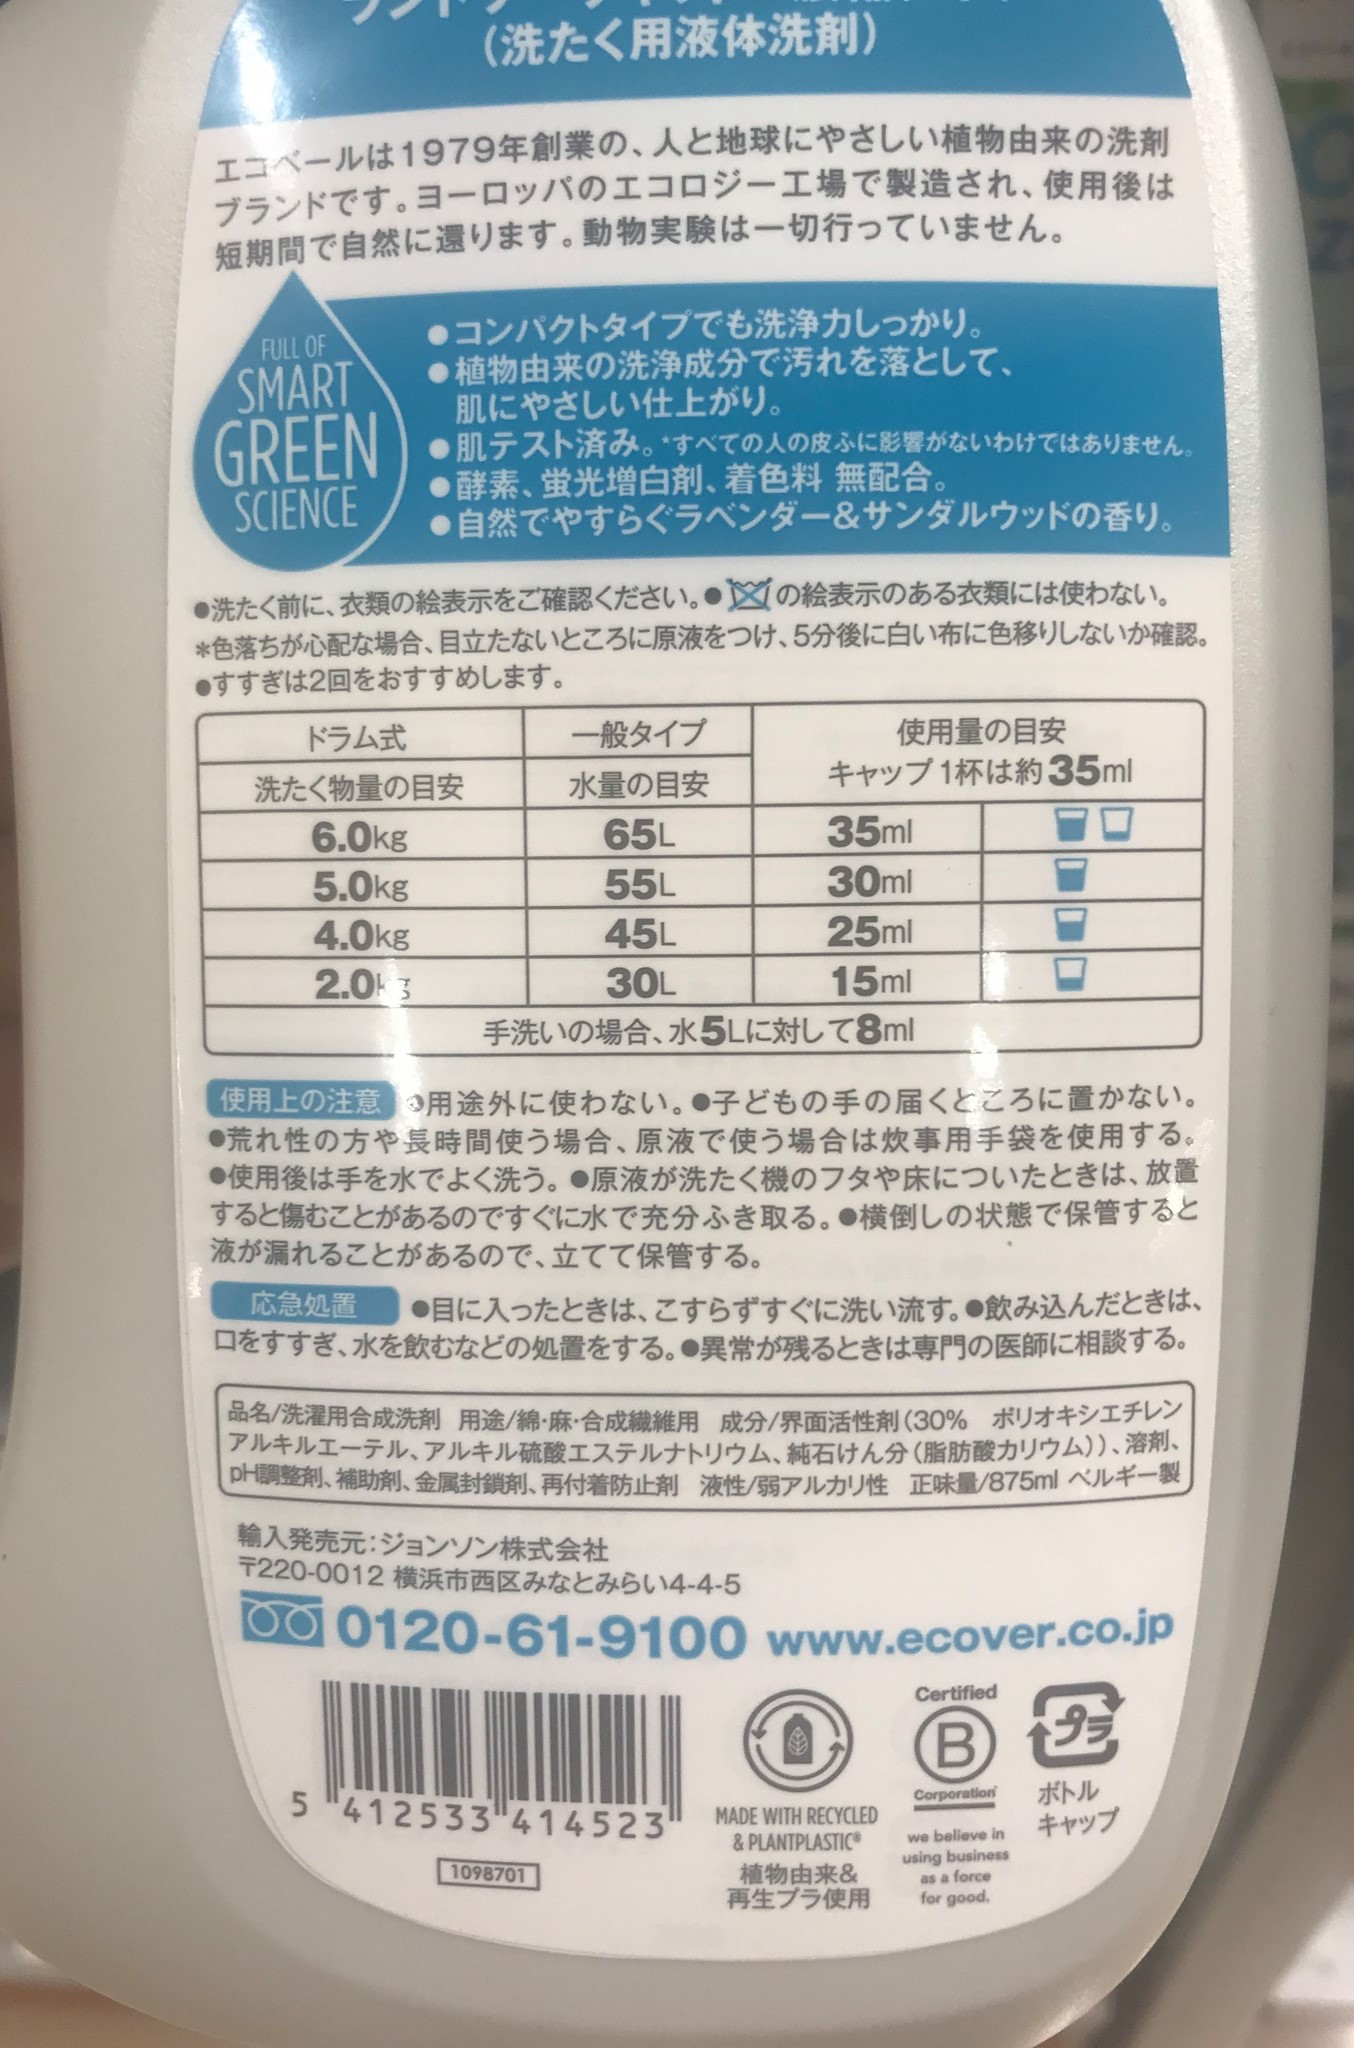 (洗たく用液体洗剤)
エコベールは1979年創業の、人と地球にやさしい植物由来の洗剤
ブランドです。ヨーロッパのエコロジー工場で製造され、使用後は
短期間で自然に還ります。動物実験は一切行っていません。
FULL OF
SMART
GREEN
SCIENCE
●コンパクトタイプでも洗浄力しっかり。
●植物由来の洗浄成分で汚れを落として、
肌にやさしい仕上がり。
●肌テスト済み。*すべての人の皮ふに影響がないわけではありません。
●酵素、蛍光増白剤、着色料 無配合。
●自然でやすらぐラベンダー&サンダルウッドの香り。
●洗たく前に、衣類の絵表示をご確認ください。●の絵表示のある衣類には使わない。
*色落ちが心配な場合、目立たないところに原液をつけ、5分後に白い布に色移りしないか確認。
●すすぎは2回をおすすめします。
ドラム式 一般タイプ 使用量の目安
洗たく物量の目安 水量の目安 キャップ1杯は約35ml
6.0kg 65L 35ml
5.0kg 55L 30ml
4.0kg 45L 25ml
2.0kg 30L 15ml
手洗いの場合、水5Lに対して8ml
使用上の注意 ●用途外に使わない。●子どもの手の届くところに置かない。
●荒れ性の方や長時間使う場合、原液で使う場合は炊事用手袋を使用する。
●使用後は手を水でよく洗う。●原液が洗たく機のフタや床についたときは、放置
すると傷むことがあるのですぐに水で充分ふき取る。●横倒しの状態で保管すると
液が漏れることがあるので、立てて保管する。
応急処置 ●目に入ったときは、こすらずすぐに洗い流す。●飲み込んだときは、
口をすすぎ、水を飲むなどの処置をする。●異常が残るときは専門の医師に相談する。
品名/洗濯用合成洗剤 用途/綿・麻・合成繊維用 成分/界面活性剤(30% ポリオキシエチレン
アルキルエーテル、アルキル硫酸エステルナトリウム、純石けん分(脂肪酸カリウム))、溶剤、
pH調整剤、補助剤、金属封鎖剤、再付着防止剤 液性/弱アルカリ性 正味量/875ml ベルギー製
輸入発売元:ジョンソン株式会社
〒220-0012 横浜市西区みなとみらい4-4-5
0120-61-9100 www.ecover.co.jp
5 412533 414523
1098701
MADE WITH RECYCLED
& PLANTPLASTIC®
植物由来&
再生プラ使用
Certified
B
Corporation
we believe in
using business
as a force
for good.
プラ
ボトル
キャップ